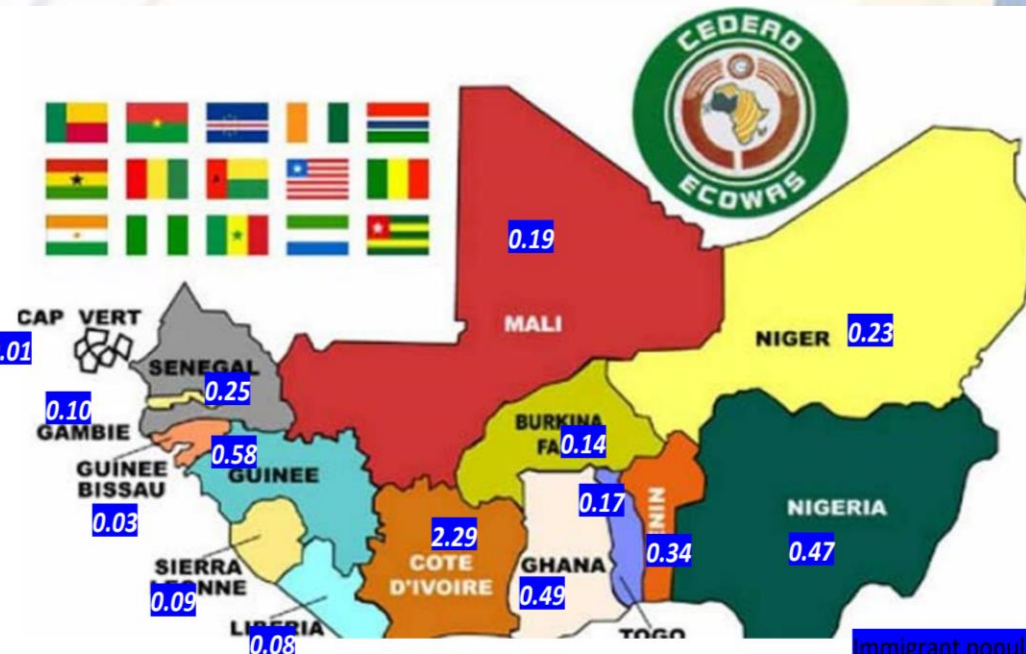 CEDEAO
ECOWAS
0.19
MALI
NIGER 0.23
CAP VERT
.01
SENEGAL
0.25
0.10
GAMBIE
GUINEE
BISSAU
0.03
0.58
GUINEE
BURKINA
FA
0.14
0.17
ENIN
0.34
NIGERIA
0.47
2.29
COTE
D'IVOIRE
GHANA
0.49
SIERRA
LEONNE
0.09
LIBERIA
0.08
TOGO
Immigrant popul